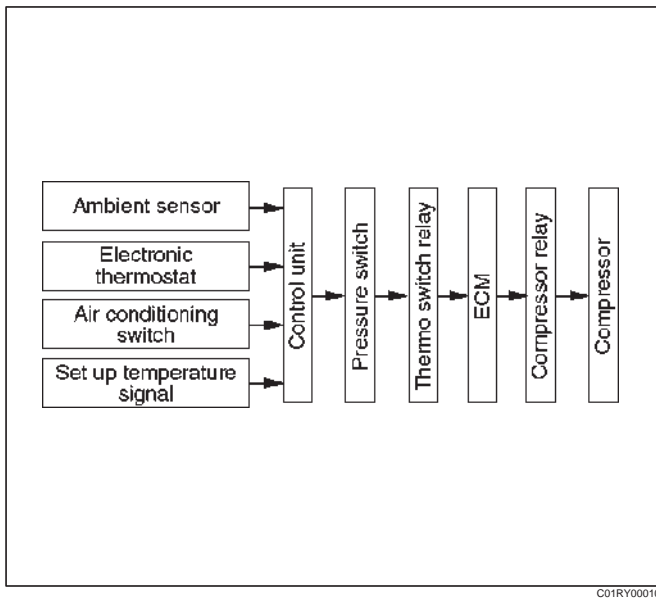 Ambient sensor
Electronic
thermostat
Air conditioning
switch
Set up temperature
signal
Control unit
Pressure switch
Thermo switch relay
ECM
Compressor relay
Compressor
C01RY00010